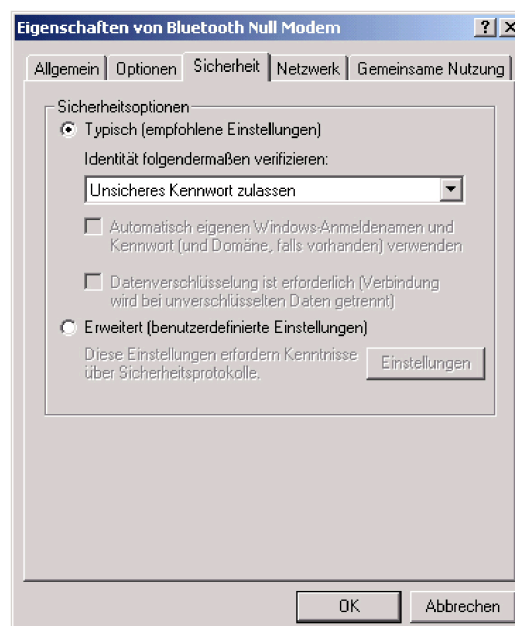 Eigenschaften von Bluetooth Null Modem
Allgemein Optionen Sicherheit Netzwerk Gemeinsame Nutzung
Sicherheitsoptionen
Typisch (empfohlene Einstellungen)
Identität folgendermaßen verifizieren:
Unsicheres Kennwort zulassen
Automatisch eigenen Windows-Anmeldenamen und
Kennwort (und Domäne, falls vorhanden) verwenden
Datenverschlüsselung ist erforderlich (Verbindung
wird bei unverschlüsselten Daten getrennt)
Erweitert (benutzerdefinierte Einstellungen)
Diese Einstellungen erfordern Kenntnisse
über Sicherheitsprotokolle.
Einstellungen
OK Abbrechen